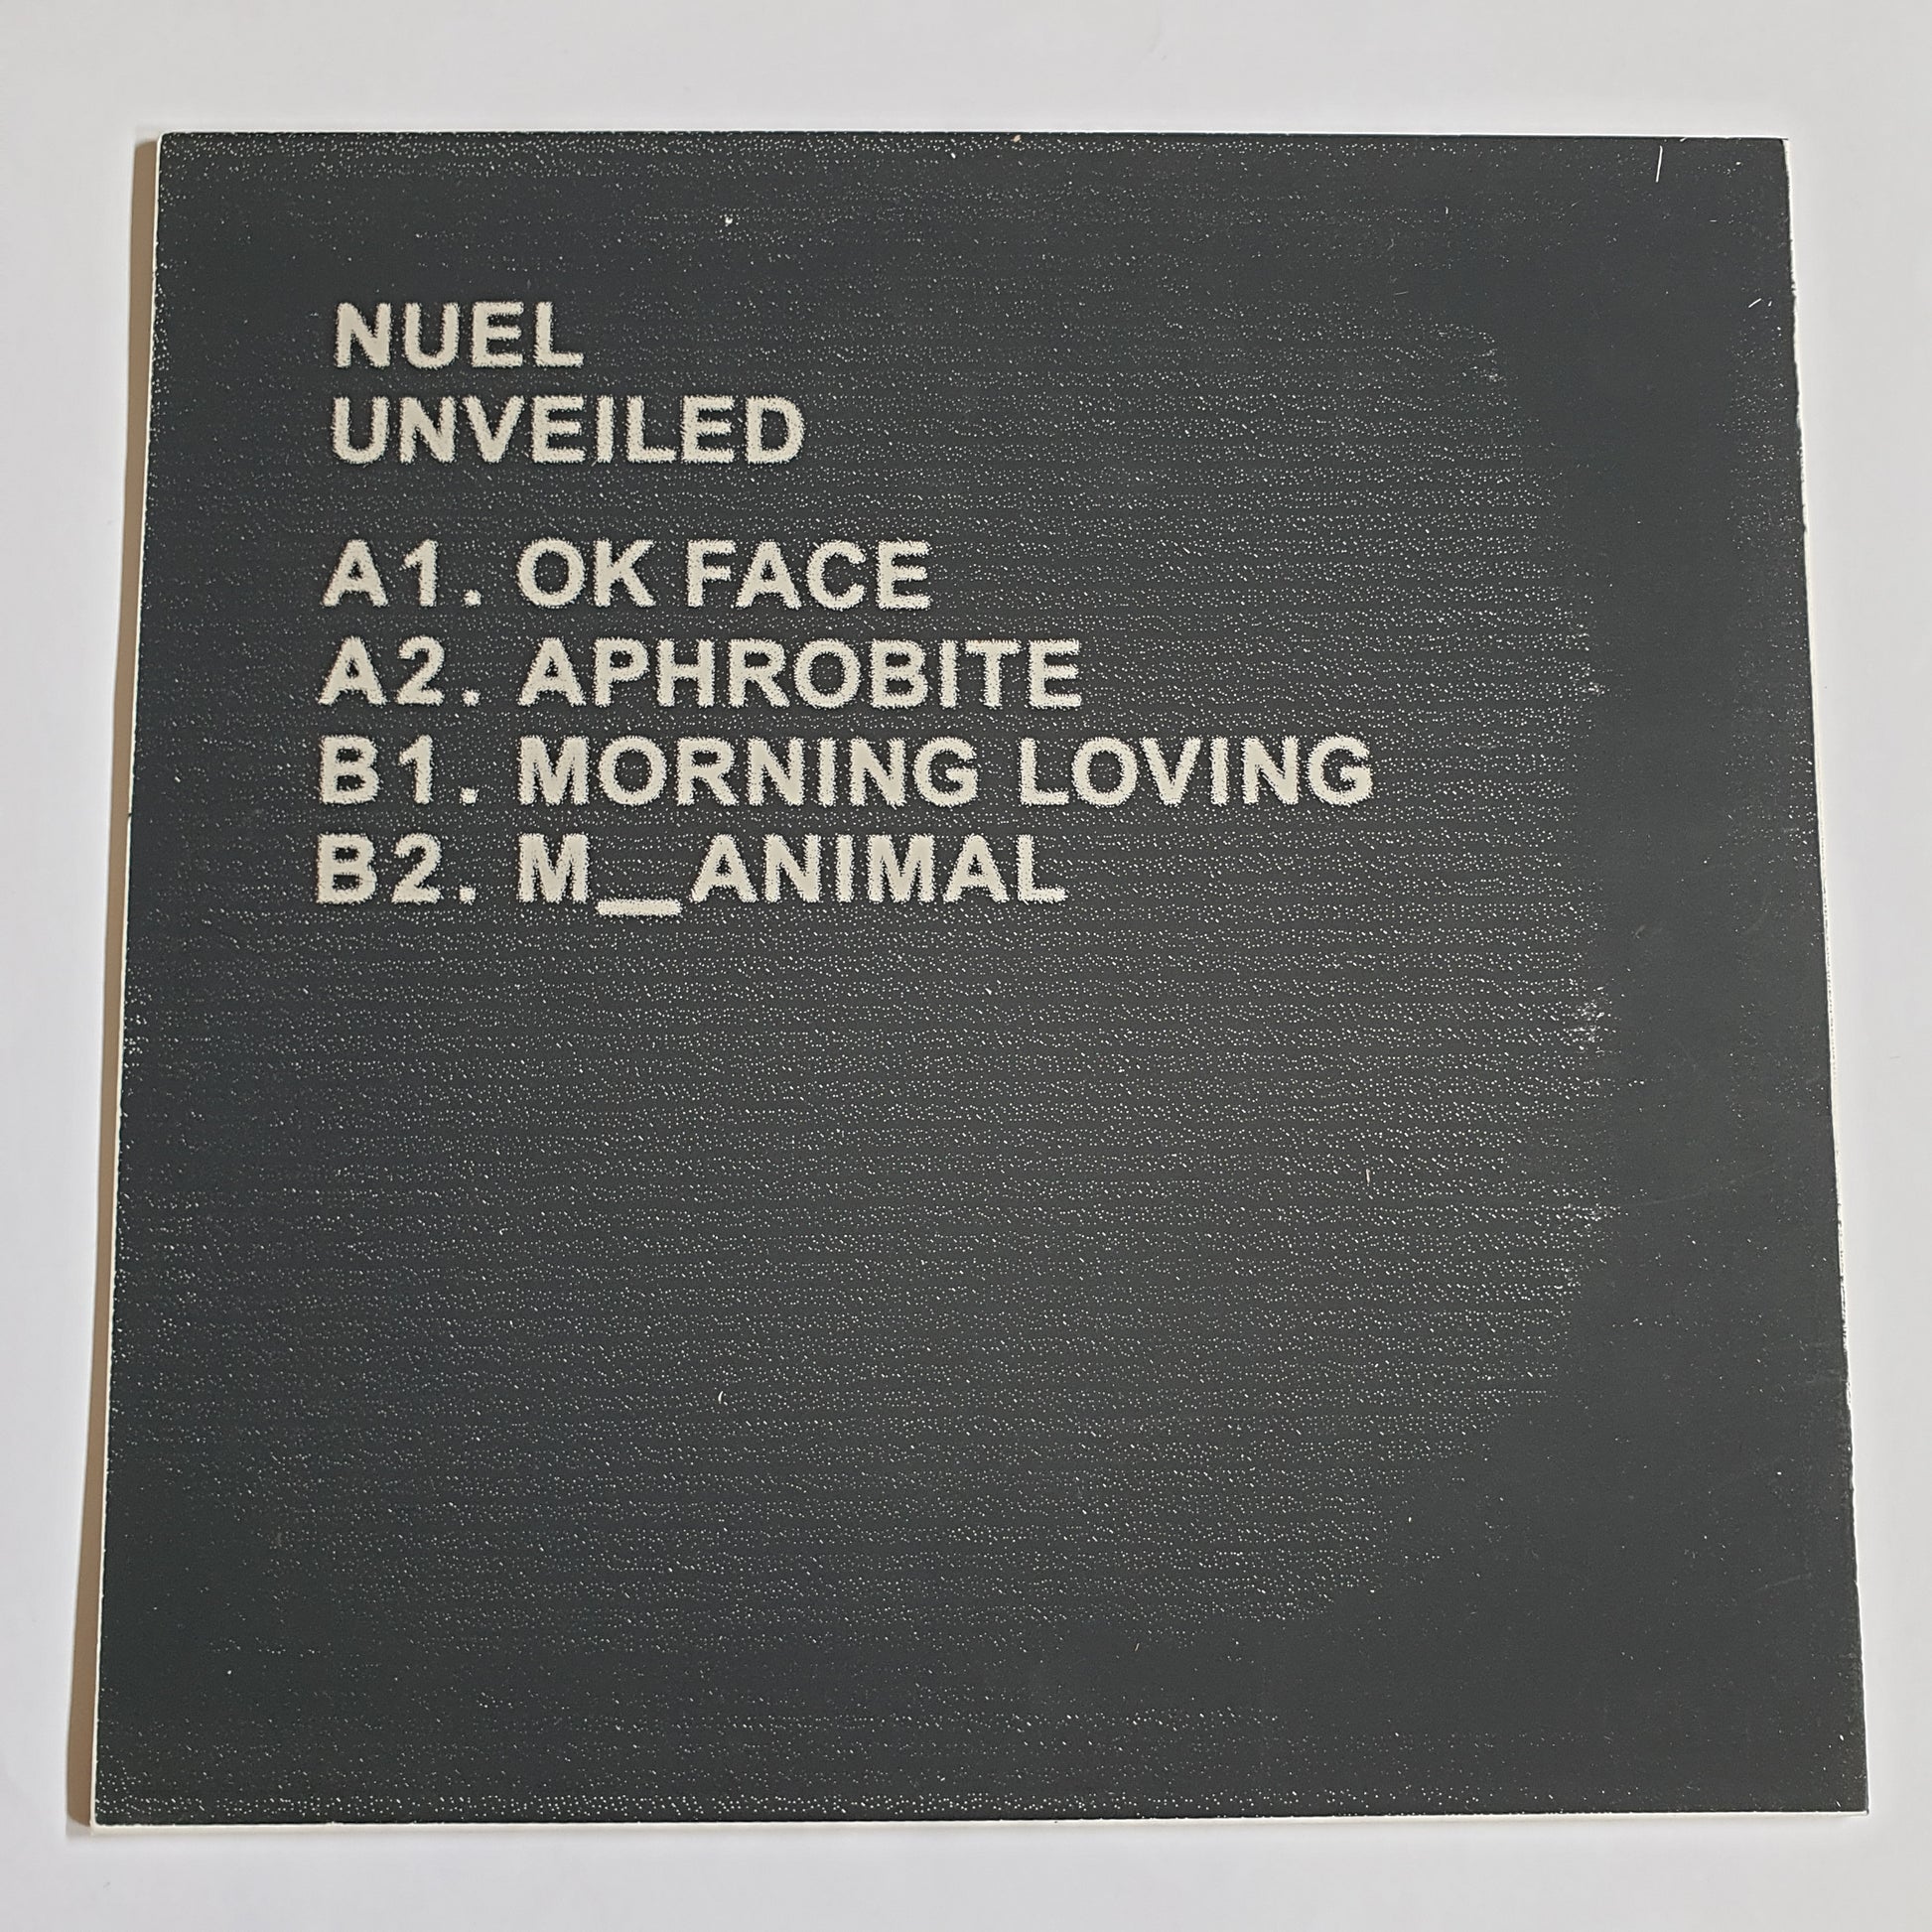 NUEL
UNVEILED
A1. OK FACE
A2. APHROBITE
B1. MORNING LOVING
B2. M_ANIMAL